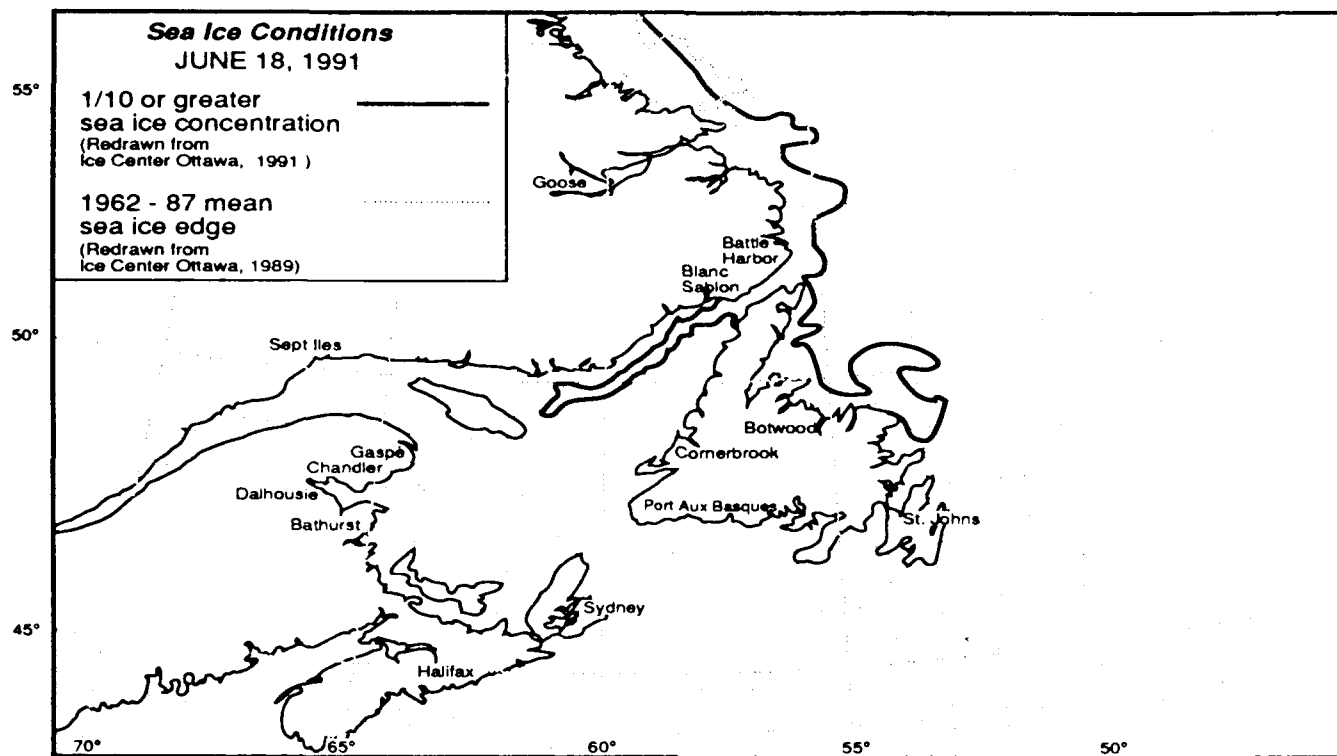 Sea Ice Conditions
JUNE 18, 1991
1/10 or greater
sea ice concentration
(Redrawn from
Ice Center Ottawa, 1991 )
1962 - 87 mean
sea ice edge
(Redrawn from
Ice Center Ottawa, 1989)
55°
50°
45°
Goose
Battle
Harbor
Blanc
Sablon
Sept Iles
Botwood
Gaspé
Chandler
Cornerbrook
Dalhousie
Port Aux Basques
Bathurst
St. Johns
Sydney
Halifax
70°
65°
60°
55°
50°